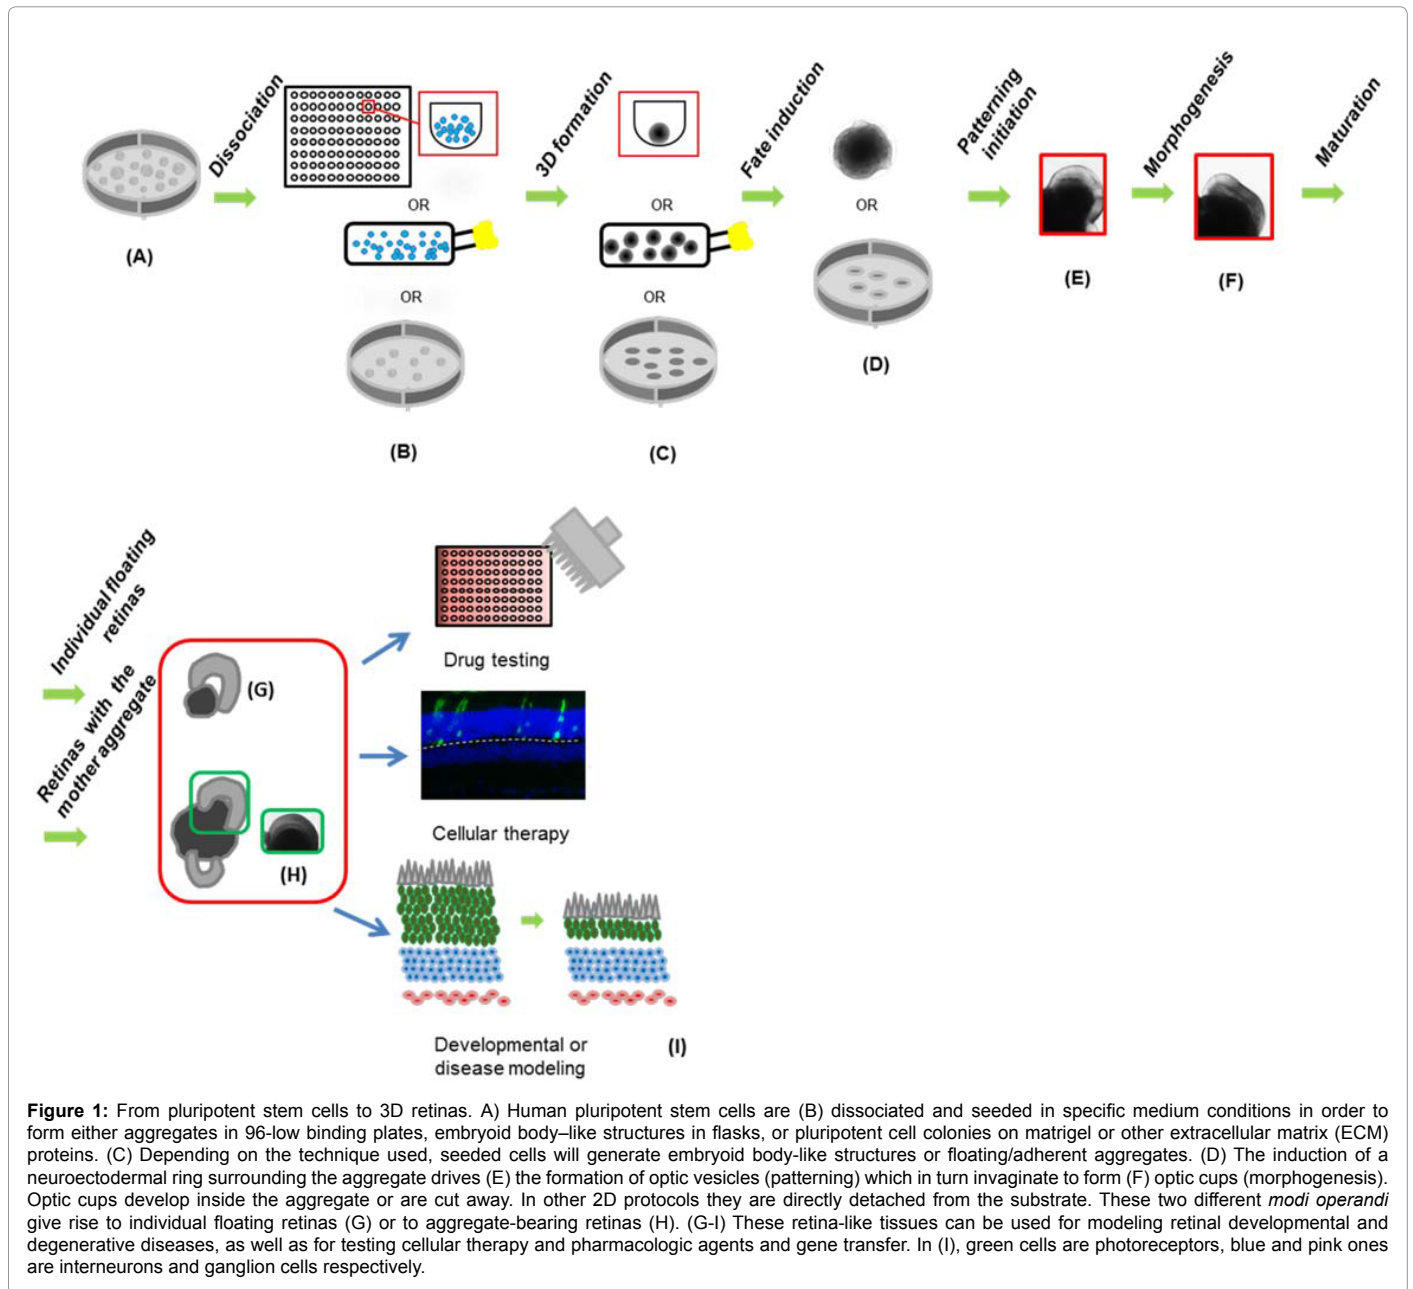 Dissociation
3D formation
Fate induction
Patterning
initiation
Morphogenesis
Maturation
OR
OR
OR
OR
OR
(A)
(B)
(C)
(D)
(E)
(F)
Individual floating
retinas
Retinas with the
mother aggregate
(G)
(H)
Drug testing
Cellular therapy
Developmental or
disease modeling
(I)
Figure 1: From pluripotent stem cells to 3D retinas. A) Human pluripotent stem cells are (B) dissociated and seeded in specific medium conditions in order to
form either aggregates in 96-low binding plates, embryoid body–like structures in flasks, or pluripotent cell colonies on matrigel or other extracellular matrix (ECM)
proteins. (C) Depending on the technique used, seeded cells will generate embryoid body-like structures or floating/adherent aggregates. (D) The induction of a
neuroectodermal ring surrounding the aggregate drives (E) the formation of optic vesicles (patterning) which in turn invaginate to form (F) optic cups (morphogenesis).
Optic cups develop inside the aggregate or are cut away. In other 2D protocols they are directly detached from the substrate. These two different modi operandi
give rise to individual floating retinas (G) or to aggregate-bearing retinas (H). (G-I) These retina-like tissues can be used for modeling retinal developmental and
degenerative diseases, as well as for testing cellular therapy and pharmacologic agents and gene transfer. In (I), green cells are photoreceptors, blue and pink ones
are interneurons and ganglion cells respectively.